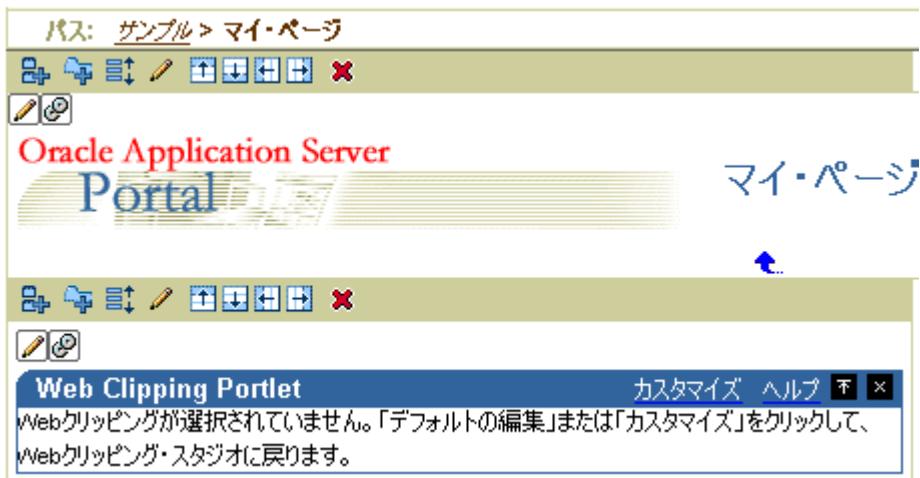 パス: サンプル > マイ・ページ
Oracle Application Server
Portal
マイ・ページ
Web Clipping Portlet カスタマイズ ヘルプ
Webクリッピングが選択されていません。「デフォルトの編集」または「カスタマイズ」をクリックして、
Webクリッピング・スタジオに戻ります。